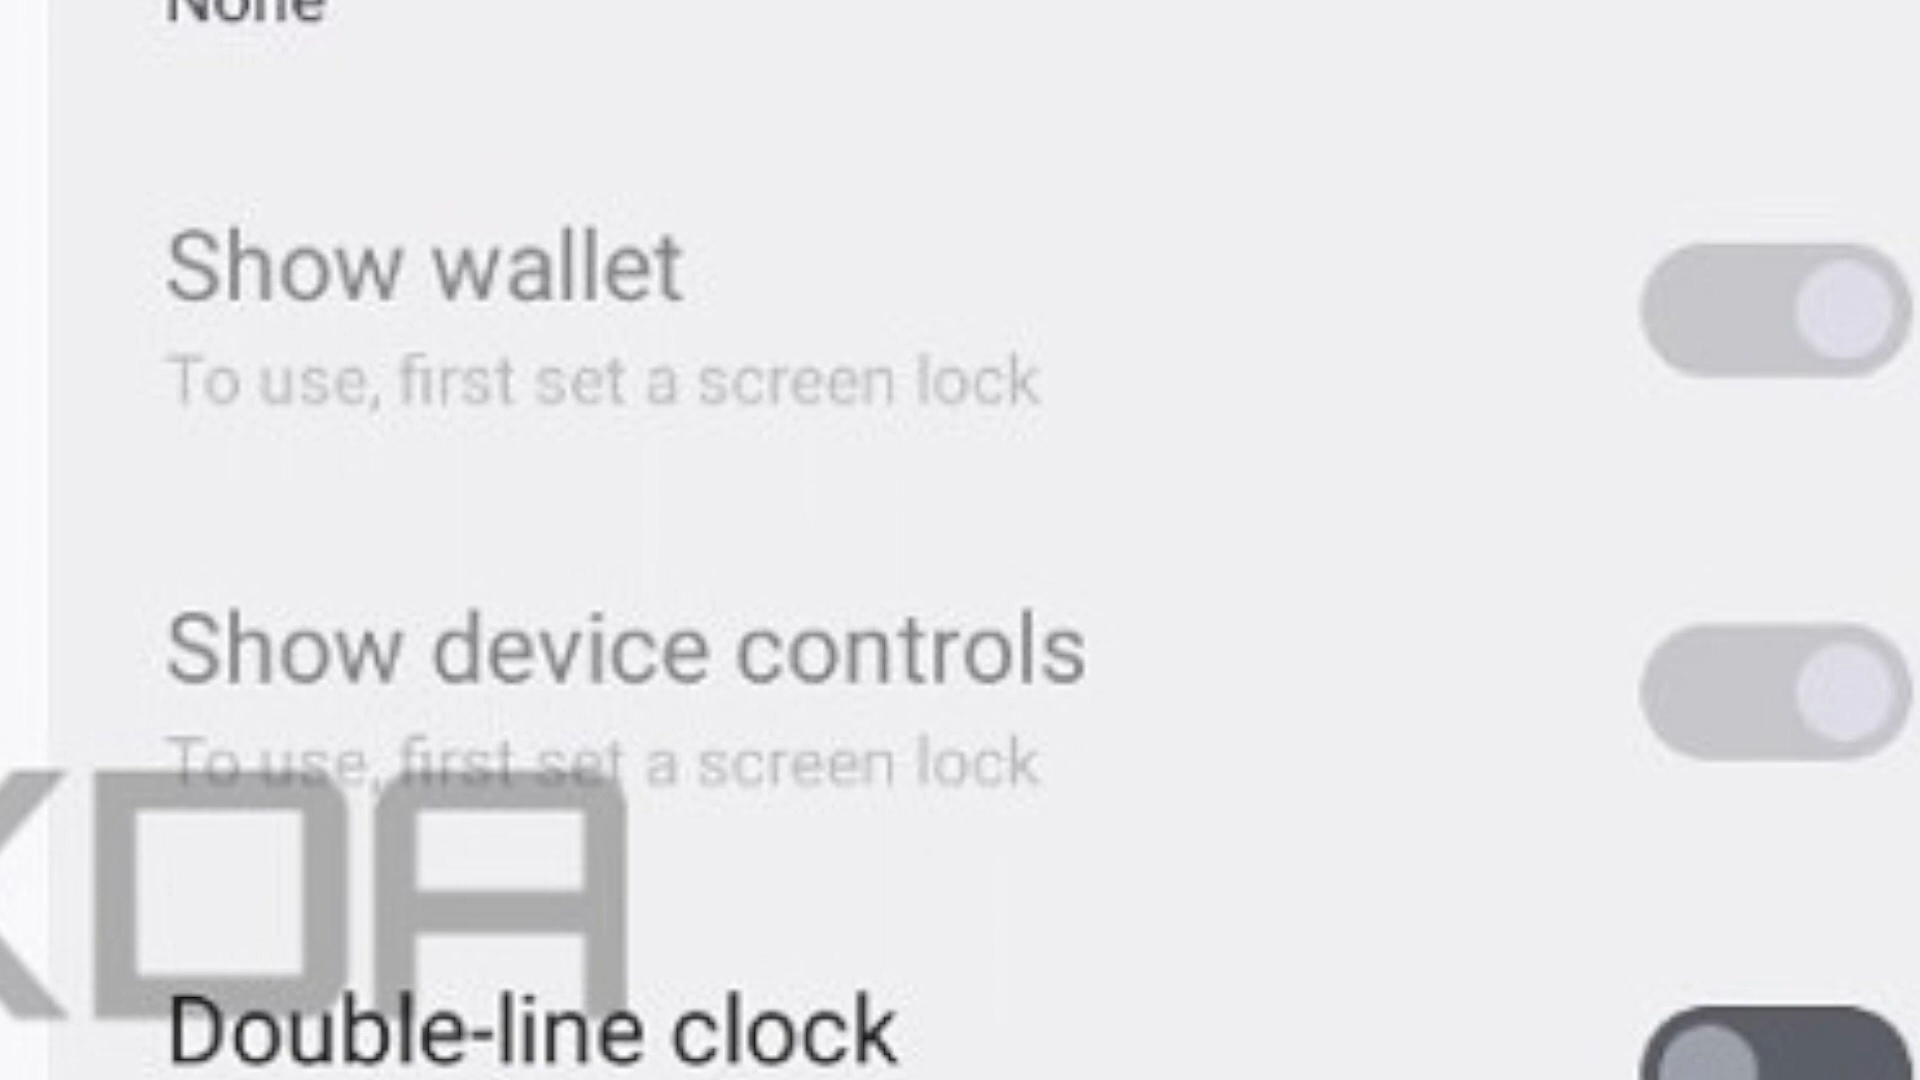 None
Show wallet
To use, first set a screen lock
Show device controls
To use, first set a screen lock
XDA
Double-line clock